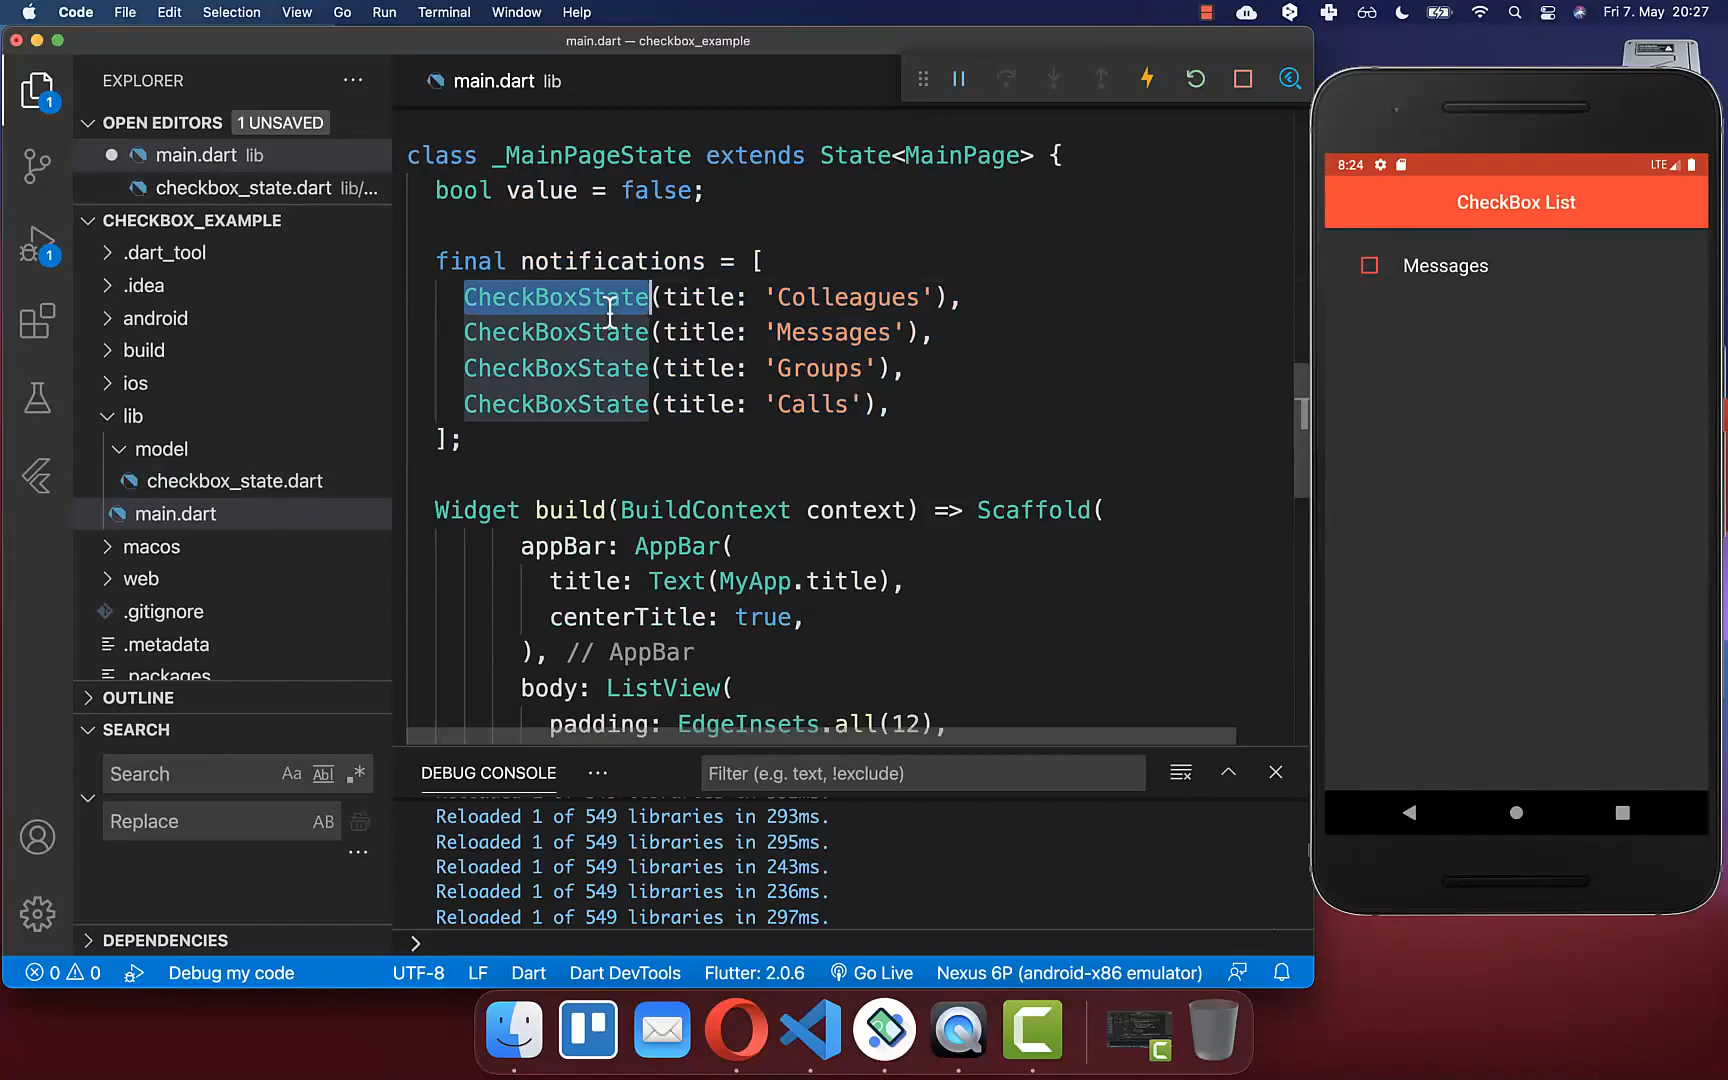 Code File Edit Selection View Go Run Terminal Window Help Fri 7. May 20:27
main.dart — checkbox_example
EXPLORER
OPEN EDITORS 1 UNSAVED
main.dart lib
checkbox_state.dart lib/...
CHECKBOX_EXAMPLE
.dart_tool
.idea
android
build
ios
lib
model
checkbox_state.dart
main.dart
macos
web
.gitignore
.metadata
.packages
OUTLINE
SEARCH
Search Aa Abl .*
Replace AB
DEPENDENCIES
1
1
main.dart lib
class _MainPageState extends State<MainPage> {
bool value = false;
final notifications = [
CheckBoxState(title: 'Colleagues'),
CheckBoxState(title: 'Messages'),
CheckBoxState(title: 'Groups'),
CheckBoxState(title: 'Calls'),
];
Widget build(BuildContext context) => Scaffold(
appBar: AppBar(
title: Text(MyApp.title),
centerTitle: true,
), // AppBar
body: ListView(
padding: EdgeInsets.all(12),
DEBUG CONSOLE
Filter (e.g. text, !exclude)
Reloaded 1 of 549 libraries in 293ms.
Reloaded 1 of 549 libraries in 295ms.
Reloaded 1 of 549 libraries in 243ms.
Reloaded 1 of 549 libraries in 236ms.
Reloaded 1 of 549 libraries in 297ms.
0 0 Debug my code UTF-8 LF Dart Dart DevTools Flutter: 2.0.6 Go Live Nexus 6P (android-x86 emulator)
8:24 LTE
CheckBox List
Messages